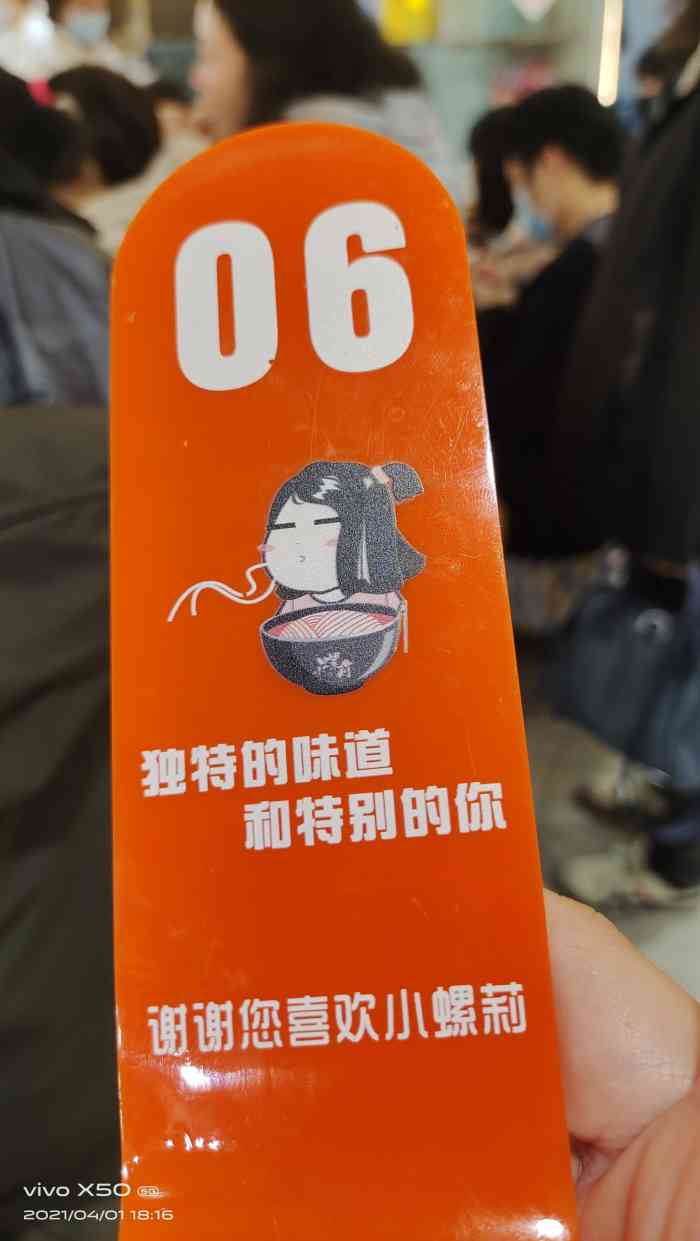 06
独特的味道
和特别的你
谢谢您喜欢小螺莉
vivo X50 5G
2021/04/01 18:16